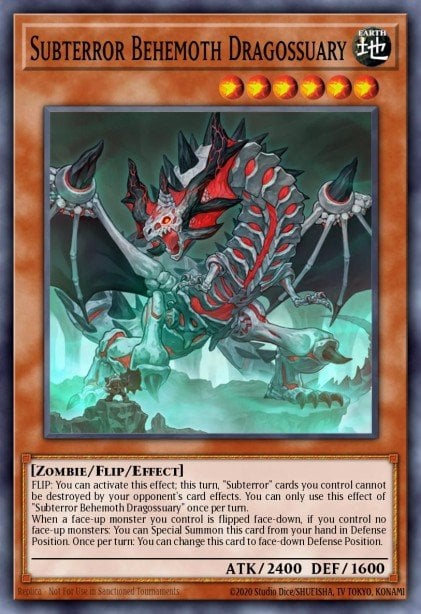 SUBTERROR BEHEMOTH DRAGOSSUARY
EARTH
地
[ZOMBIE/FLIP/EFFECT]
FLIP: You can activate this effect; this turn, "Subterror" cards you control cannot
be destroyed by your opponent's card effects. You can only use this effect of
"Subterror Behemoth Dragossuary" once per turn.
When a face-up monster you control is flipped face-down, if you control no
face-up monsters: You can Special Summon this card from your hand in Defense
Position. Once per turn: You can change this card to face-down Defense Position.
ATK/2400 DEF/1600
Replica - Not For Use in Sanctioned Tournaments
©2020 Studio Dice/SHUEISHA, TV TOKYO, KONAMI